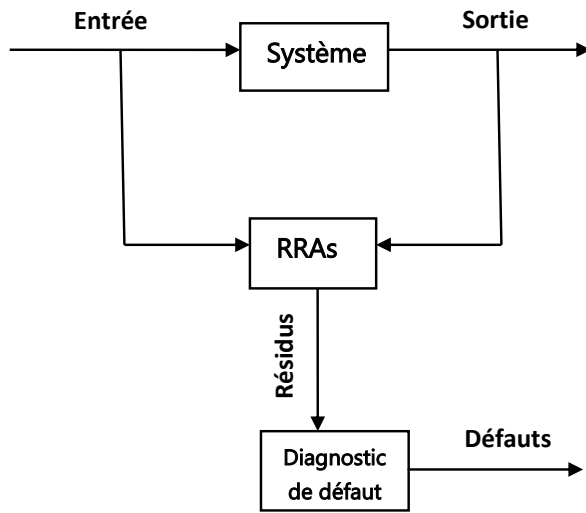 Entrée
Sortie
Système
RRAs
Résidus
Défauts
Diagnostic
de défaut